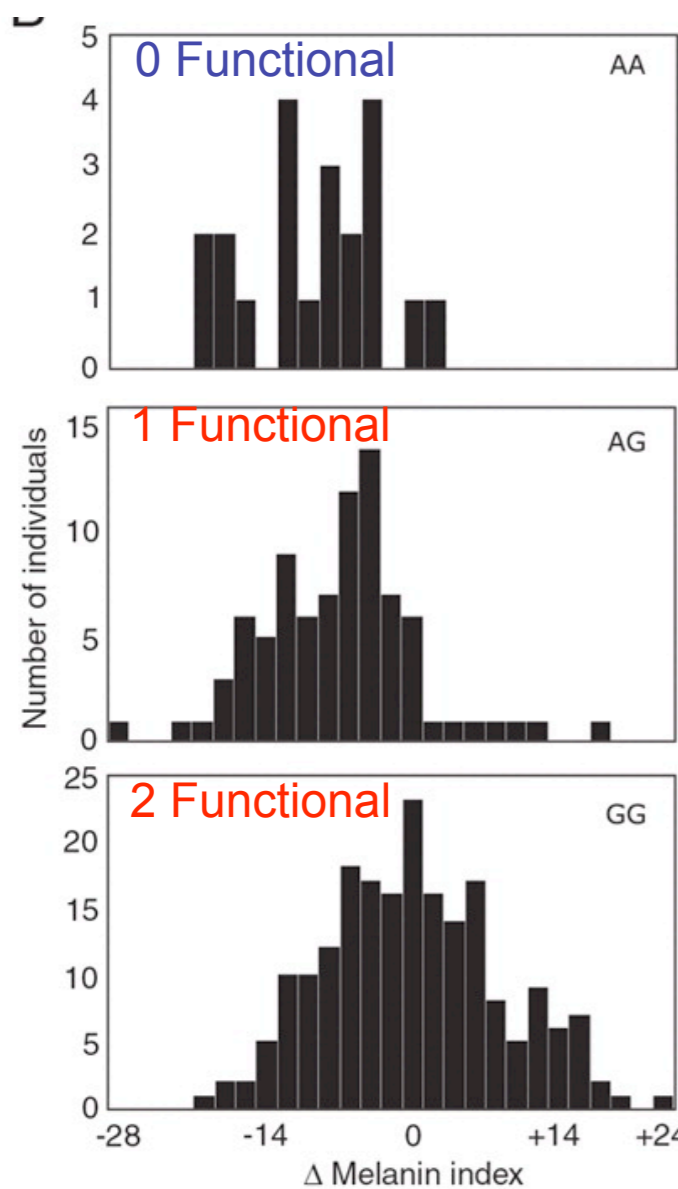 5
0 Functional
AA
4
3
2
1
0
15
1 Functional
AG
10
5
0
Number of individuals
25
2 Functional
GG
20
15
10
5
0
-28 -14 0 +14 +24
Δ Melanin index